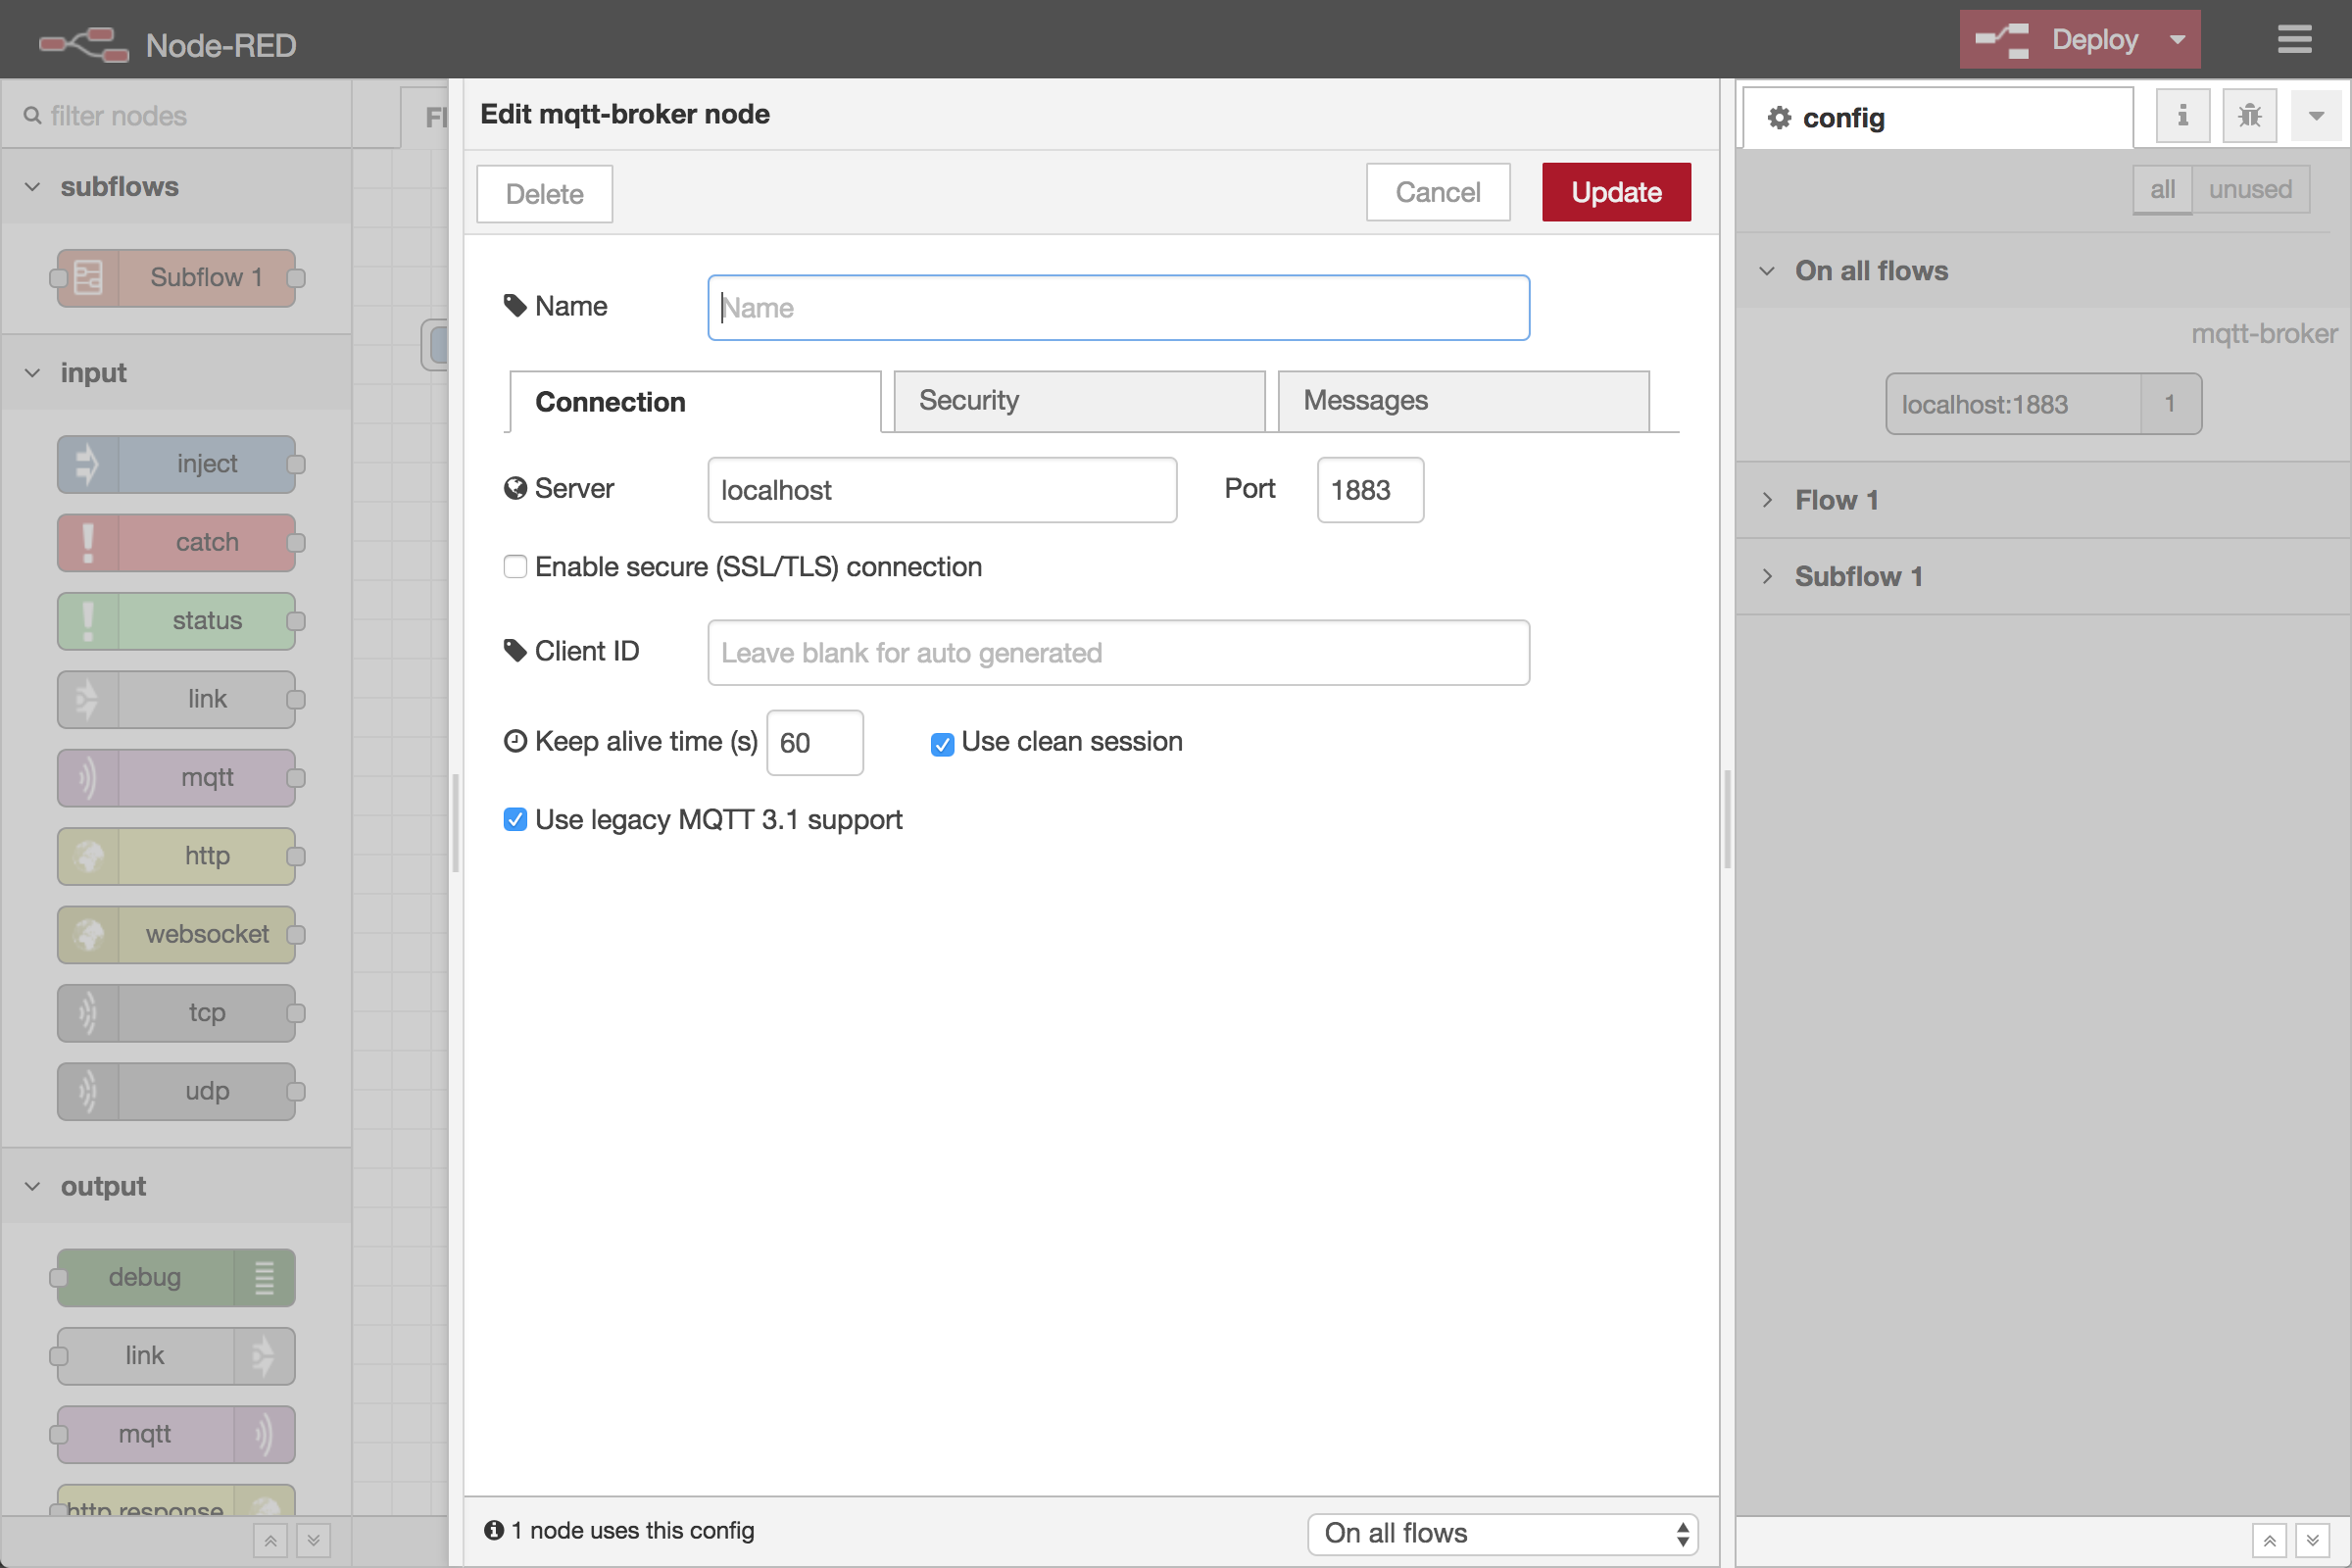 Node-RED
Deploy
filter nodes
subflows
Subflow 1
input
inject
catch
status
link
mqtt
http
websocket
tcp
udp
output
debug
link
mqtt
http response
Edit mqtt-broker node
Delete
Cancel
Update
Name
Name
Connection
Security
Messages
Server
localhost
Port
1883
Enable secure (SSL/TLS) connection
Client ID
Leave blank for auto generated
Keep alive time (s)
60
Use clean session
Use legacy MQTT 3.1 support
1 node uses this config
On all flows
config
all
unused
On all flows
mqtt-broker
localhost:1883
1
Flow 1
Subflow 1